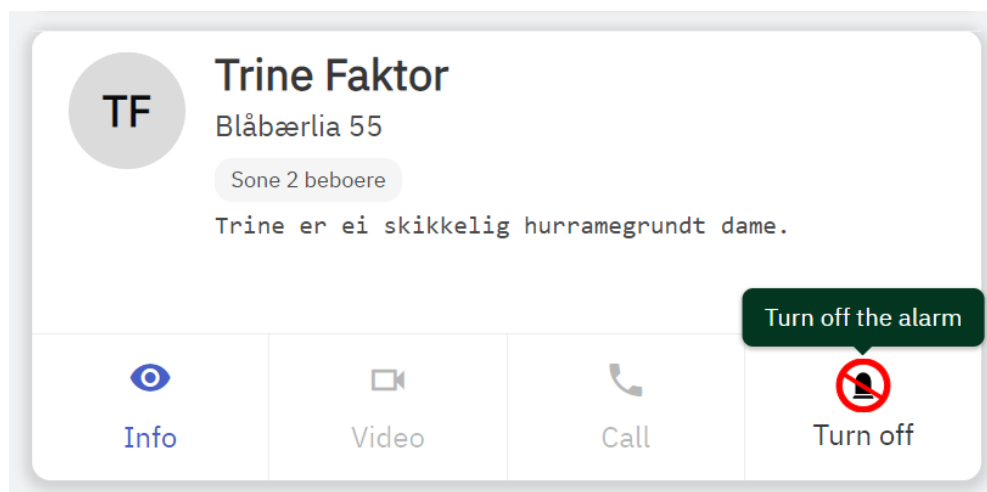 TF
Trine Faktor
Blåbærlia 55
Sone 2 beboere
Trine er ei skikkelig hurramegrundt dame.
Turn off the alarm
Info
Video
Call
Turn off